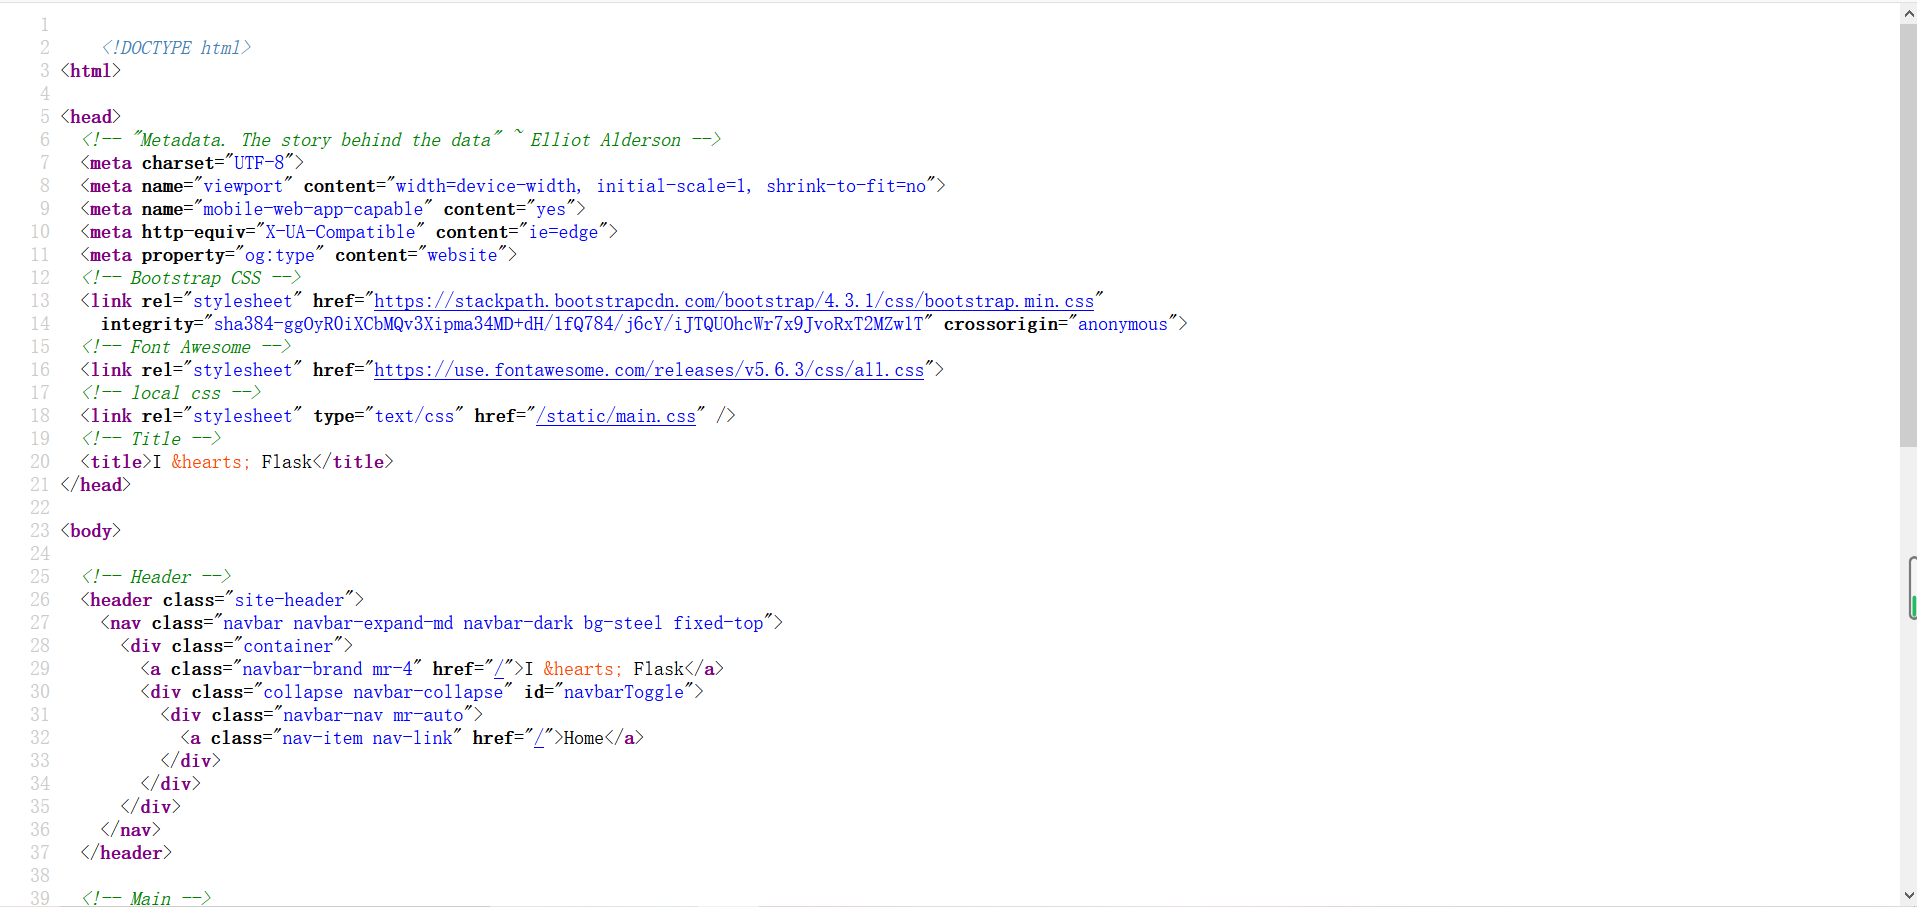 1
2 <!DOCTYPE html>
3 <html>
4
5 <head>
6 <!-- "Metadata. The story behind the data" ~ Elliot Alderson -->
7 <meta charset="UTF-8">
8 <meta name="viewport" content="width=device-width, initial-scale=1, shrink-to-fit=no">
9 <meta name="mobile-web-app-capable" content="yes">
10 <meta http-equiv="X-UA-Compatible" content="ie=edge">
11 <meta property="og:type" content="website">
12 <!-- Bootstrap CSS -->
13 <link rel="stylesheet" href="https://stackpath.bootstrapcdn.com/bootstrap/4.3.1/css/bootstrap.min.css"
14 integrity="sha384-ggOyR0iXCbMQv3Xipma34MD+dH/1fQ784/j6cY/iJTQUOhcWr7x9JvoRxT2MZw1T" crossorigin="anonymous">
15 <!-- Font Awesome -->
16 <link rel="stylesheet" href="https://use.fontawesome.com/releases/v5.6.3/css/all.css">
17 <!-- local css -->
18 <link rel="stylesheet" type="text/css" href="/static/main.css" />
19 <!-- Title -->
20 <title>I &hearts; Flask</title>
21 </head>
22
23 <body>
24
25 <!-- Header -->
26 <header class="site-header">
27 <nav class="navbar navbar-expand-md navbar-dark bg-steel fixed-top">
28 <div class="container">
29 <a class="navbar-brand mr-4" href="/">I &hearts; Flask</a>
30 <div class="collapse navbar-collapse" id="navbarToggle">
31 <div class="navbar-nav mr-auto">
32 <a class="nav-item nav-link" href="/">Home</a>
33 </div>
34 </div>
35 </div>
36 </nav>
37 </header>
38
39 <!-- Main -->